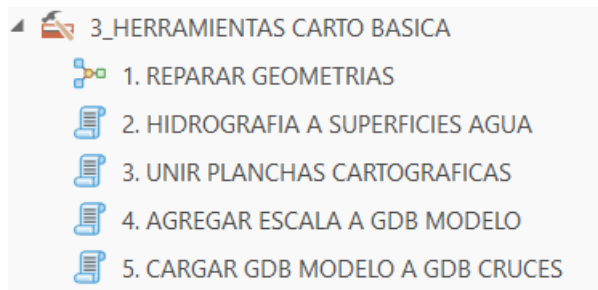 3_HERRAMIENTAS CARTO BASICA
1. REPARAR GEOMETRIAS
2. HIDROGRAFIA A SUPERFICIES AGUA
3. UNIR PLANCHAS CARTOGRAFICAS
4. AGREGAR ESCALA A GDB MODELO
5. CARGAR GDB MODELO A GDB CRUCES